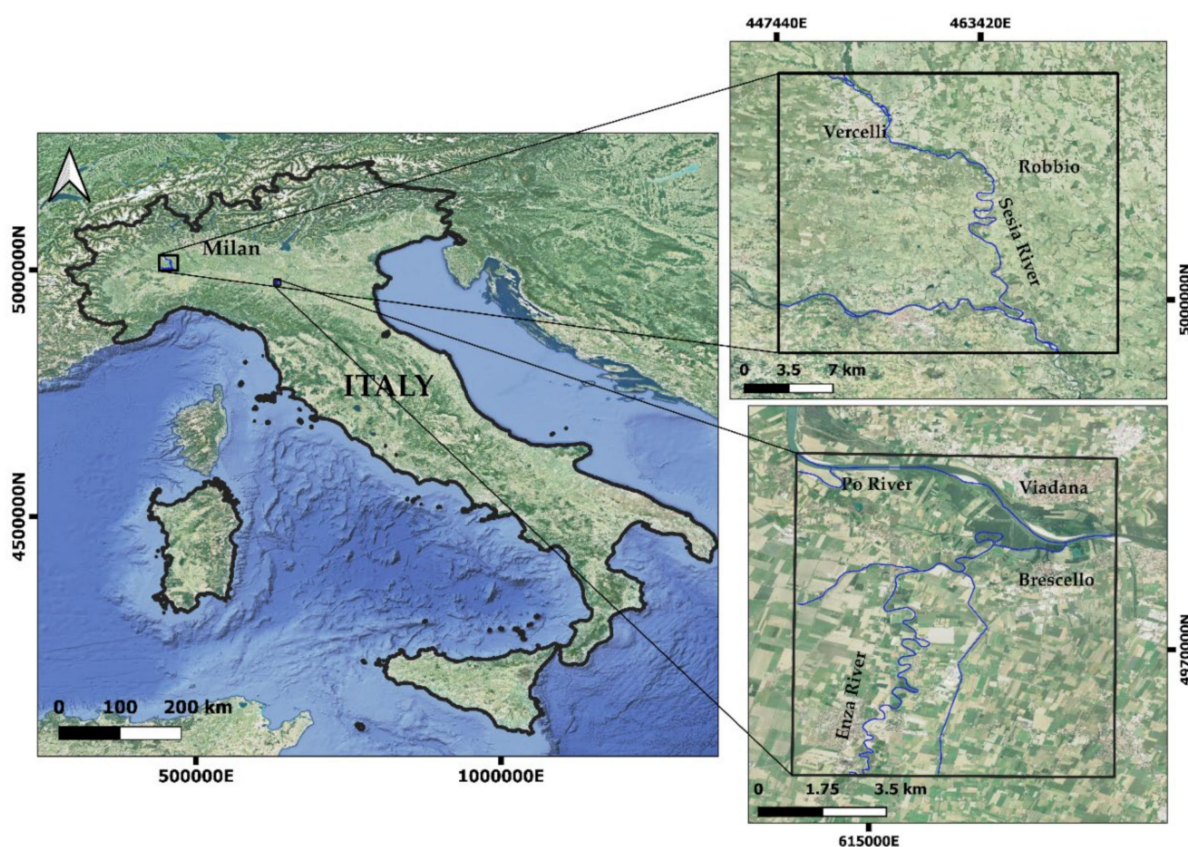 447440E
463420E
Vercelli
Robbio
Sesia River
5000000N
0 3.5 7 km
Milan
ITALY
5000000N
4500000N
0 100 200 km
500000E
1000000E
Po River
Viadana
Brescello
Enza River
4970000N
0 1.75 3.5 km
615000E